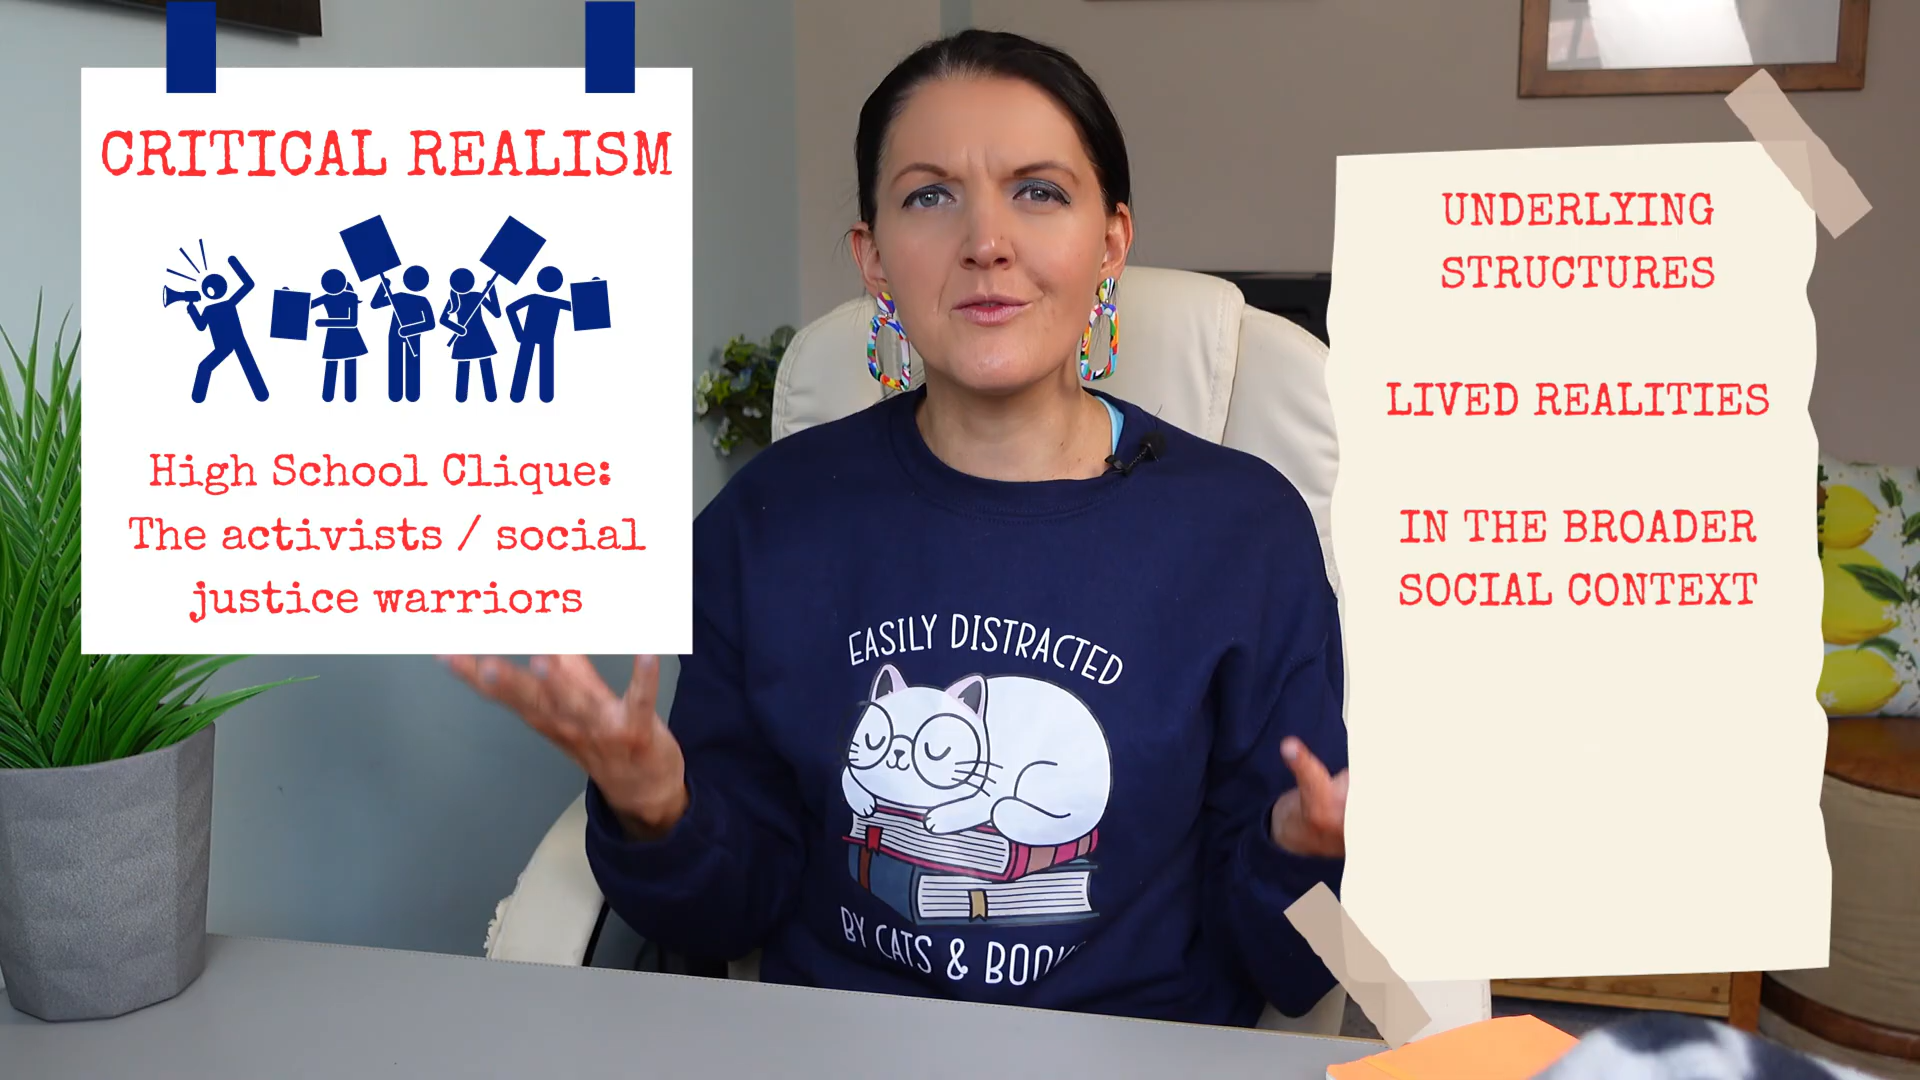 CRITICAL REALISM
High School Clique:
The activists / social
justice warriors
UNDERLYING
STRUCTURES
LIVED REALITIES
IN THE BROADER
SOCIAL CONTEXT
EASILY DISTRACTED
BY CATS &